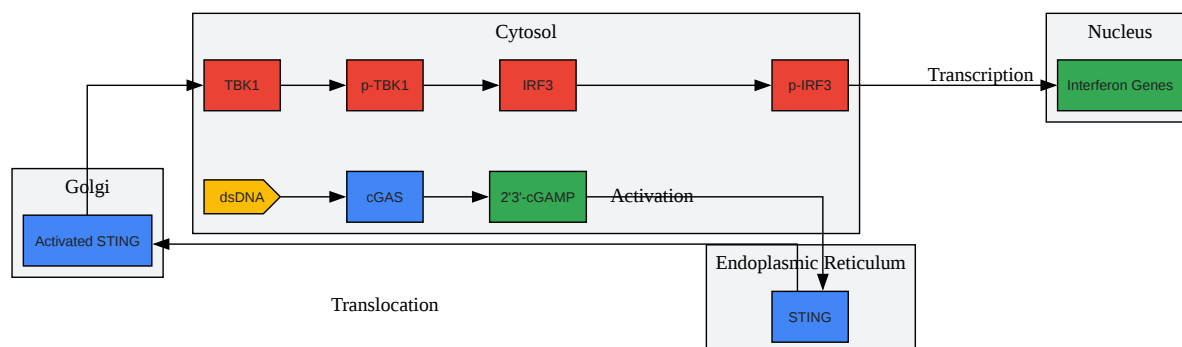 Cytosol
Nucleus
TBK1
p-TBK1
IRF3
p-IRF3
Transcription
Interferon Genes
Golgi
dsDNA
cGAS
2'3'-cGAMP
Activation
Activated STING
Endoplasmic Reticulum
Translocation
STING